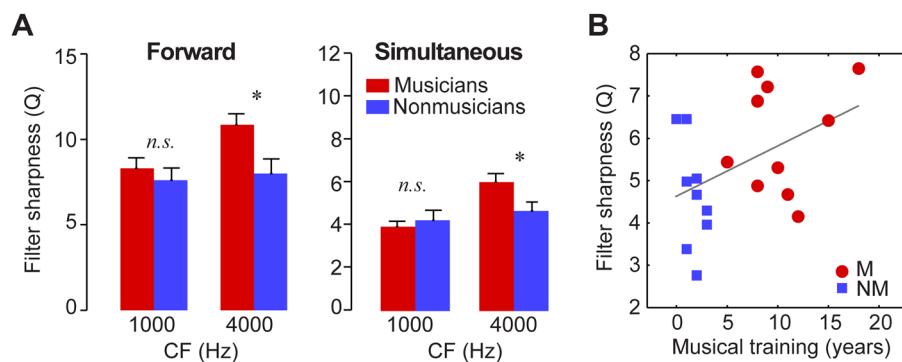 A
Forward
Simultaneous
B
Filter sharpness (Q)
15
10
5
0
n.s.
*
1000
4000
CF (Hz)
12
10
8
6
4
2
0
Musicians
Nonmusicians
n.s.
*
1000
4000
CF (Hz)
Filter sharpness (Q)
8
7
6
5
4
3
2
M
NM
0
5
10
15
20
Musical training (years)